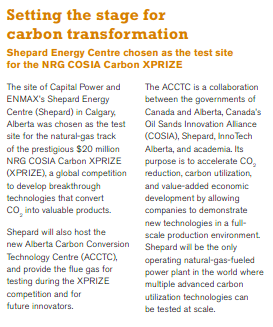 Setting the stage for
carbon transformation
Shepard Energy Centre chosen as the test site
for the NRG COSIA Carbon XPRIZE
The site of Capital Power and
ENMAX's Shepard Energy
Centre (Shepard) in Calgary,
Alberta was chosen as the test
site for the natural-gas track
of the prestigious $20 million
NRG COSIA Carbon XPRIZE
(XPRIZE), a global competition
to develop breakthrough
technologies that convert
CO₂ into valuable products.
Shepard will also host the
new Alberta Carbon Conversion
Technology Centre (ACCTC),
and provide the flue gas for
testing during the XPRIZE
competition and for
future innovators.
The ACCTC is a collaboration
between the governments of
Canada and Alberta, Canada's
Oil Sands Innovation Alliance
(COSIA), Shepard, InnoTech
Alberta, and academia. Its
purpose is to accelerate CO₂
reduction, carbon utilization,
and value-added economic
development by allowing
companies to demonstrate
new technologies in a full-
scale production environment.
Shepard will be the only
operating natural-gas-fueled
power plant in the world where
multiple advanced carbon
utilization technologies can
be tested at scale.